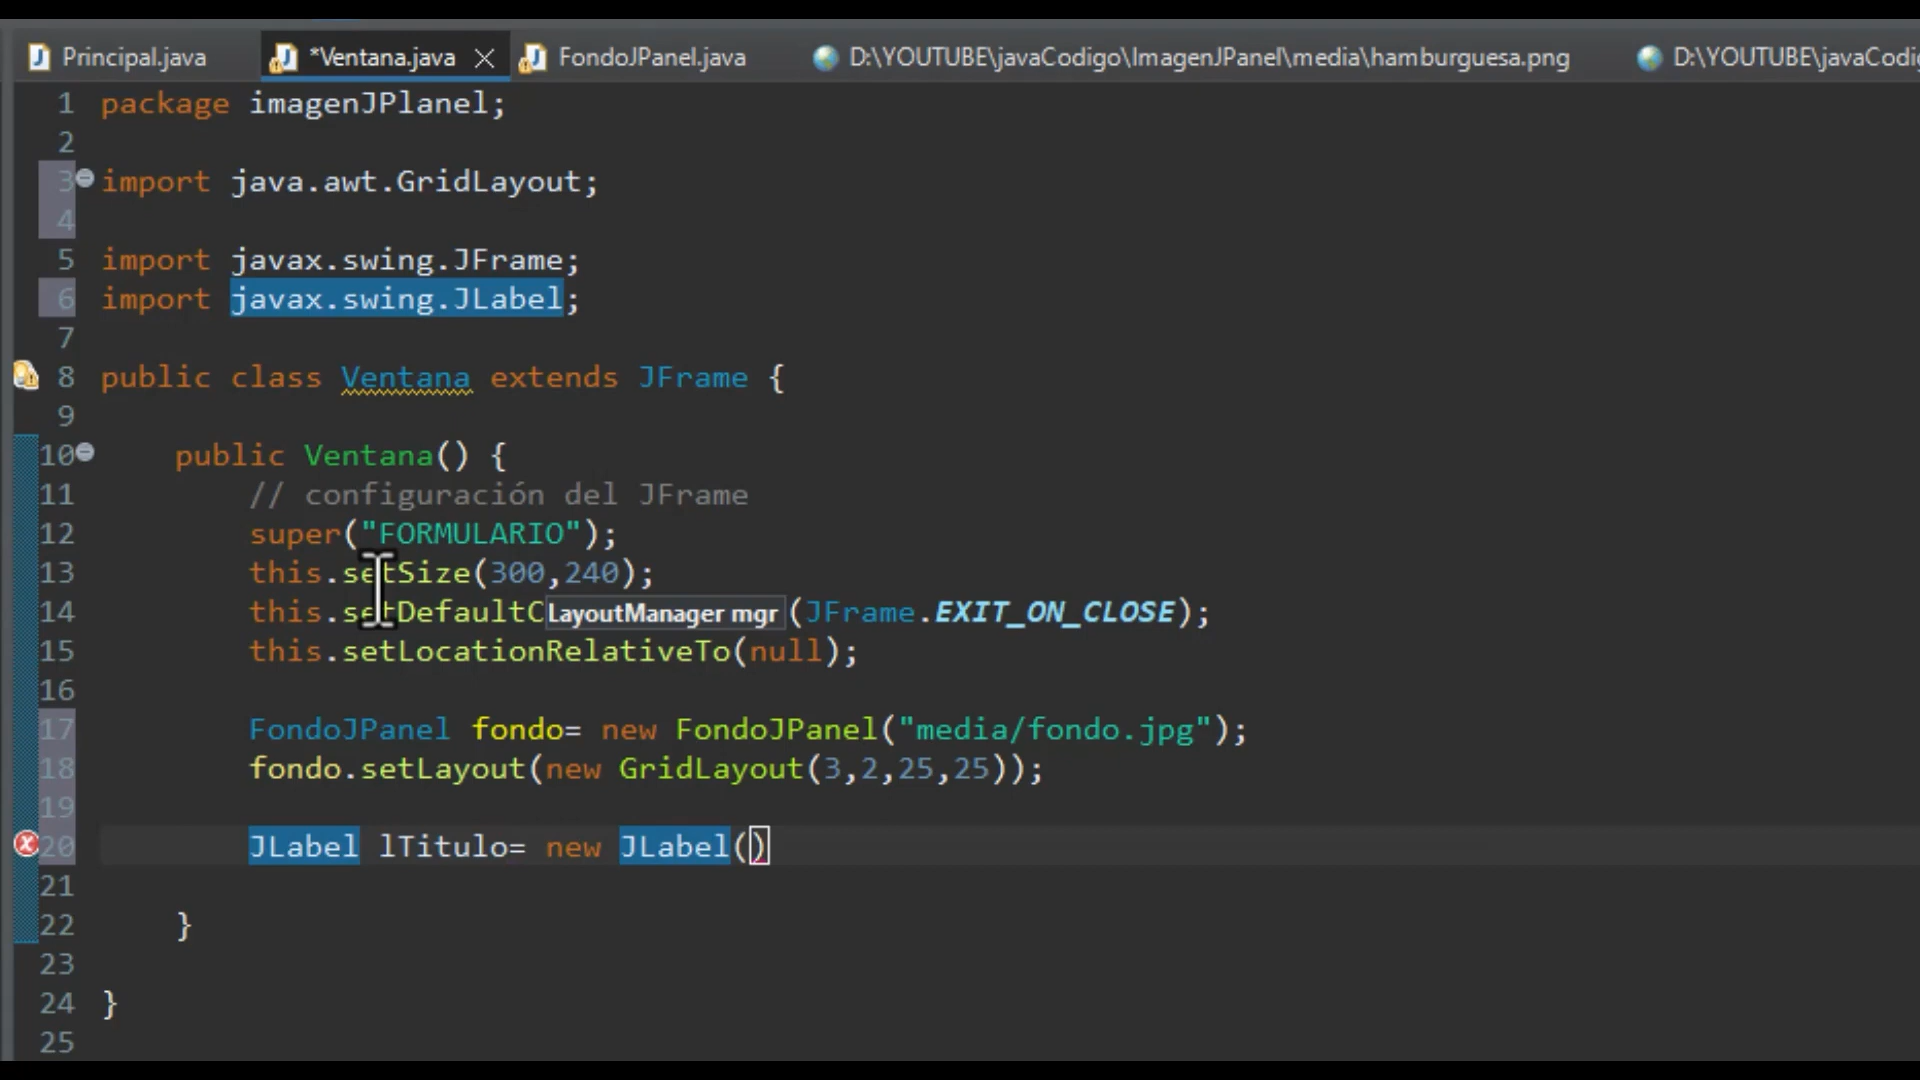 Principal.java *Ventana.java FondoJPanel.java D:\YOUTUBE\javaCodigo\ImagenJPanel\media\hamburguesa.png D:\YOUTUBE\javaCodig
1 package imagenJPlanel;
2
3 import java.awt.GridLayout;
4
5 import javax.swing.JFrame;
6 import javax.swing.JLabel;
7
8 public class Ventana extends JFrame {
9
10 public Ventana() {
11 // configuración del JFrame
12 super("FORMULARIO");
13 this.setSize(300,240);
14 this.setDefaultC LayoutManager mgr (JFrame.EXIT_ON_CLOSE);
15 this.setLocationRelativeTo(null);
16
17 FondoJPanel fondo= new FondoJPanel("media/fondo.jpg");
18 fondo.setLayout(new GridLayout(3,2,25,25));
19
20 JLabel lTitulo= new JLabel()
21
22 }
23
24 }
25